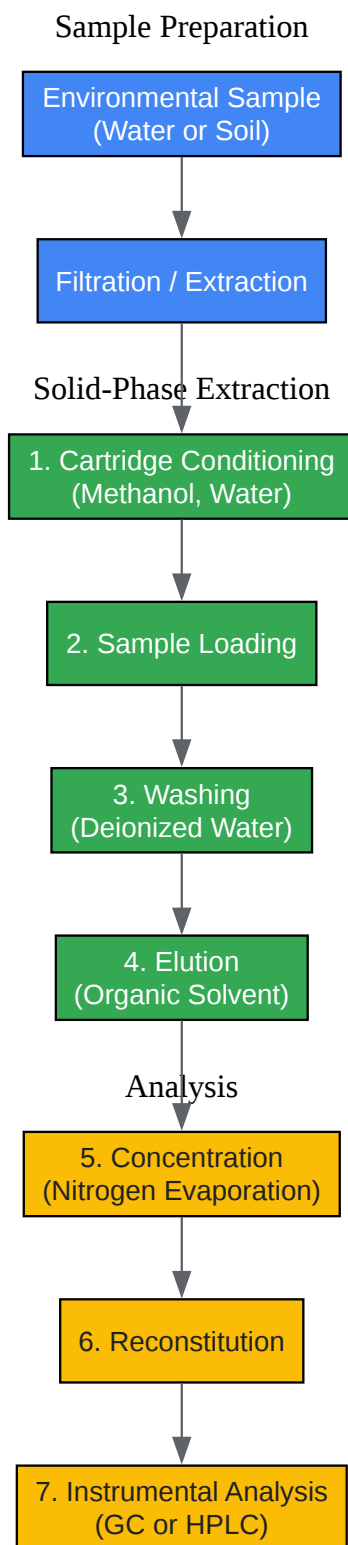 Sample Preparation
Environmental Sample
(Water or Soil)
Filtration / Extraction
Solid-Phase Extraction
1. Cartridge Conditioning
(Methanol, Water)
2. Sample Loading
3. Washing
(Deionized Water)
4. Elution
(Organic Solvent)
Analysis
5. Concentration
(Nitrogen Evaporation)
6. Reconstitution
7. Instrumental Analysis
(GC or HPLC)